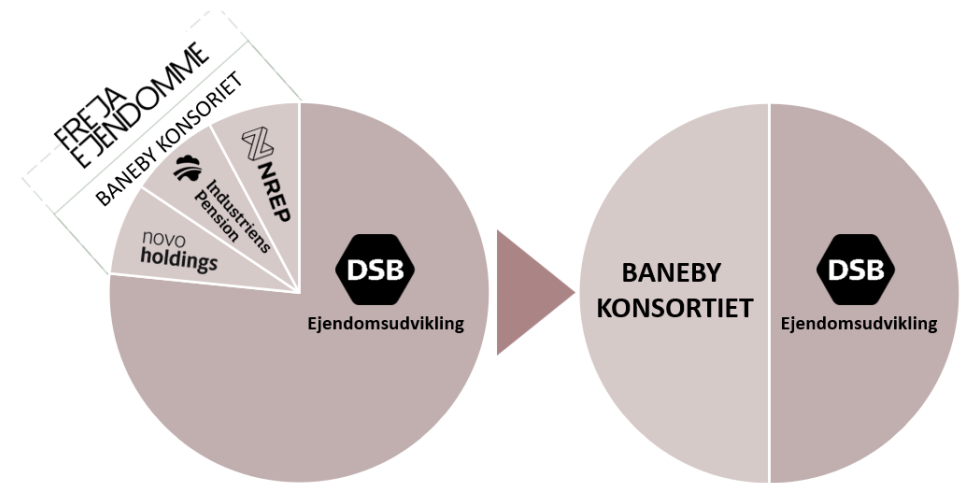 FREJA
EJENDOMME
BANEBY KONSORIET
NREP
Industriens
Pension
novo
holdings
DSB
Ejendomsudvikling
BANEBY
KONSORTIET
DSB
Ejendomsudvikling